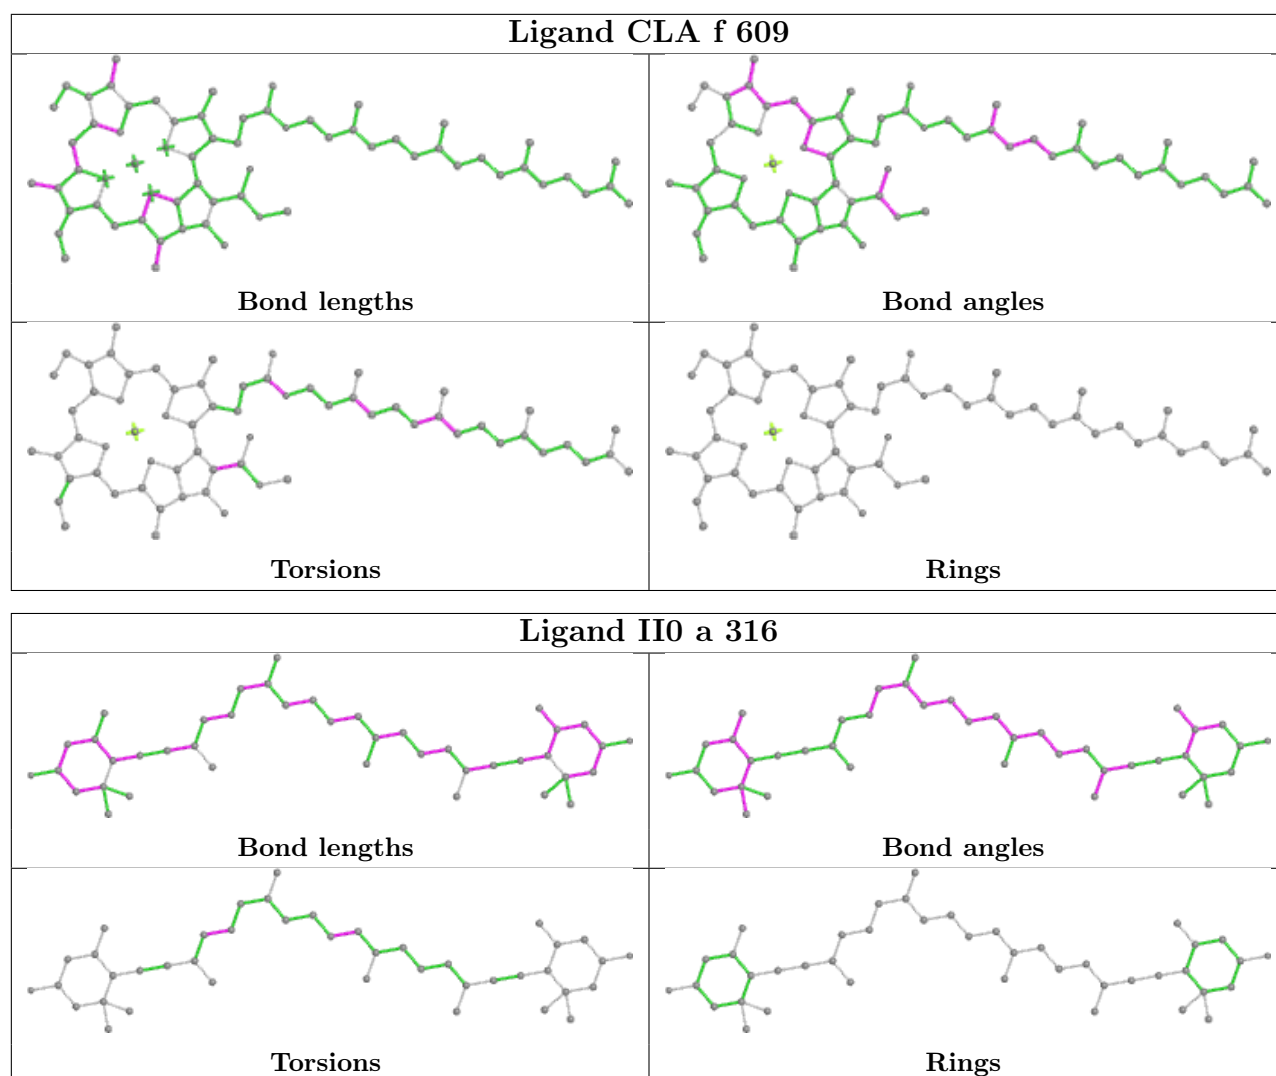 Ligand CLA f 609
Bond lengths
Bond angles
Torsions
Rings
Ligand II0 a 316
Bond lengths
Bond angles
Torsions
Rings